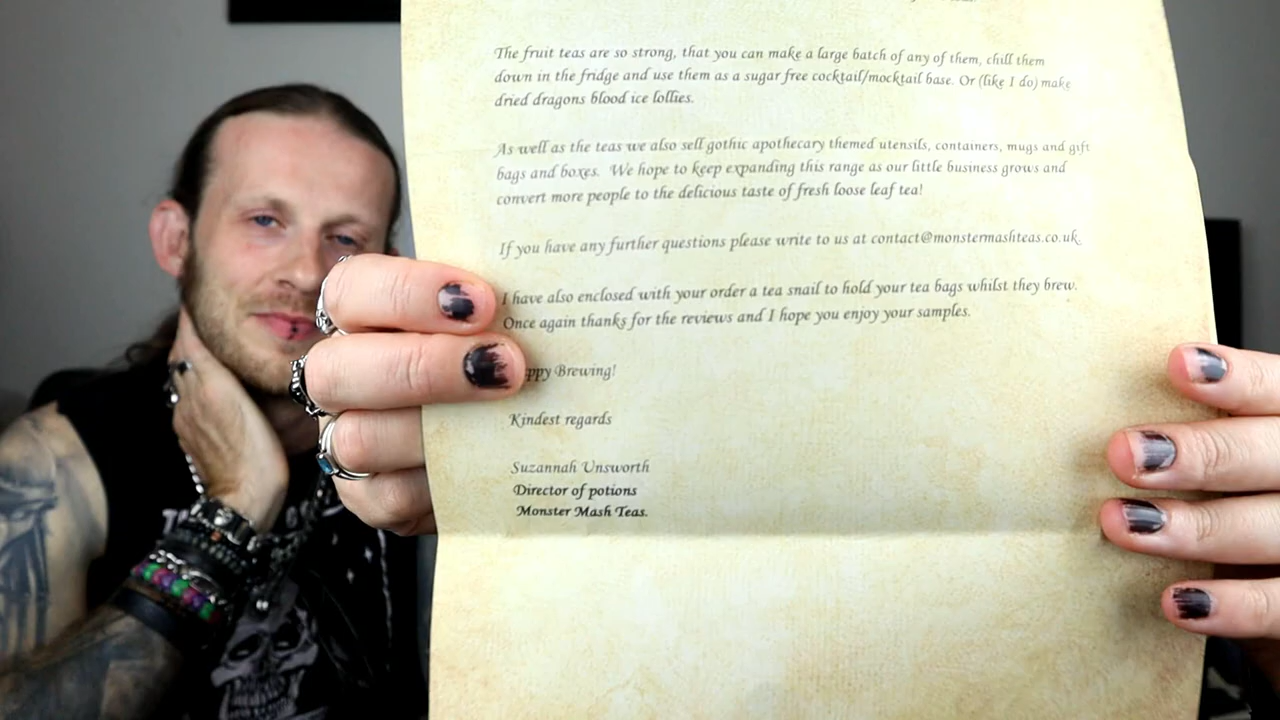 The fruit teas are so strong, that you can make a large batch of any of them, chill them
down in the fridge and use them as a sugar free cocktail/mocktail base. Or (like I do) make
dried dragons blood ice lollies.
As well as the teas we also sell gothic apothecary themed utensils, containers, mugs and gift
bags and boxes. We hope to keep expanding this range as our little business grows and
convert more people to the delicious taste of fresh loose leaf tea!
If you have any further questions please write to us at contact@monstermashteas.co.uk.
I have also enclosed with your order a tea snail to hold your tea bags whilst they brew.
Once again thanks for the reviews and I hope you enjoy your samples.
ppy Brewing!
Kindest regards
Suzannah Unsworth
Director of potions
Monster Mash Teas.